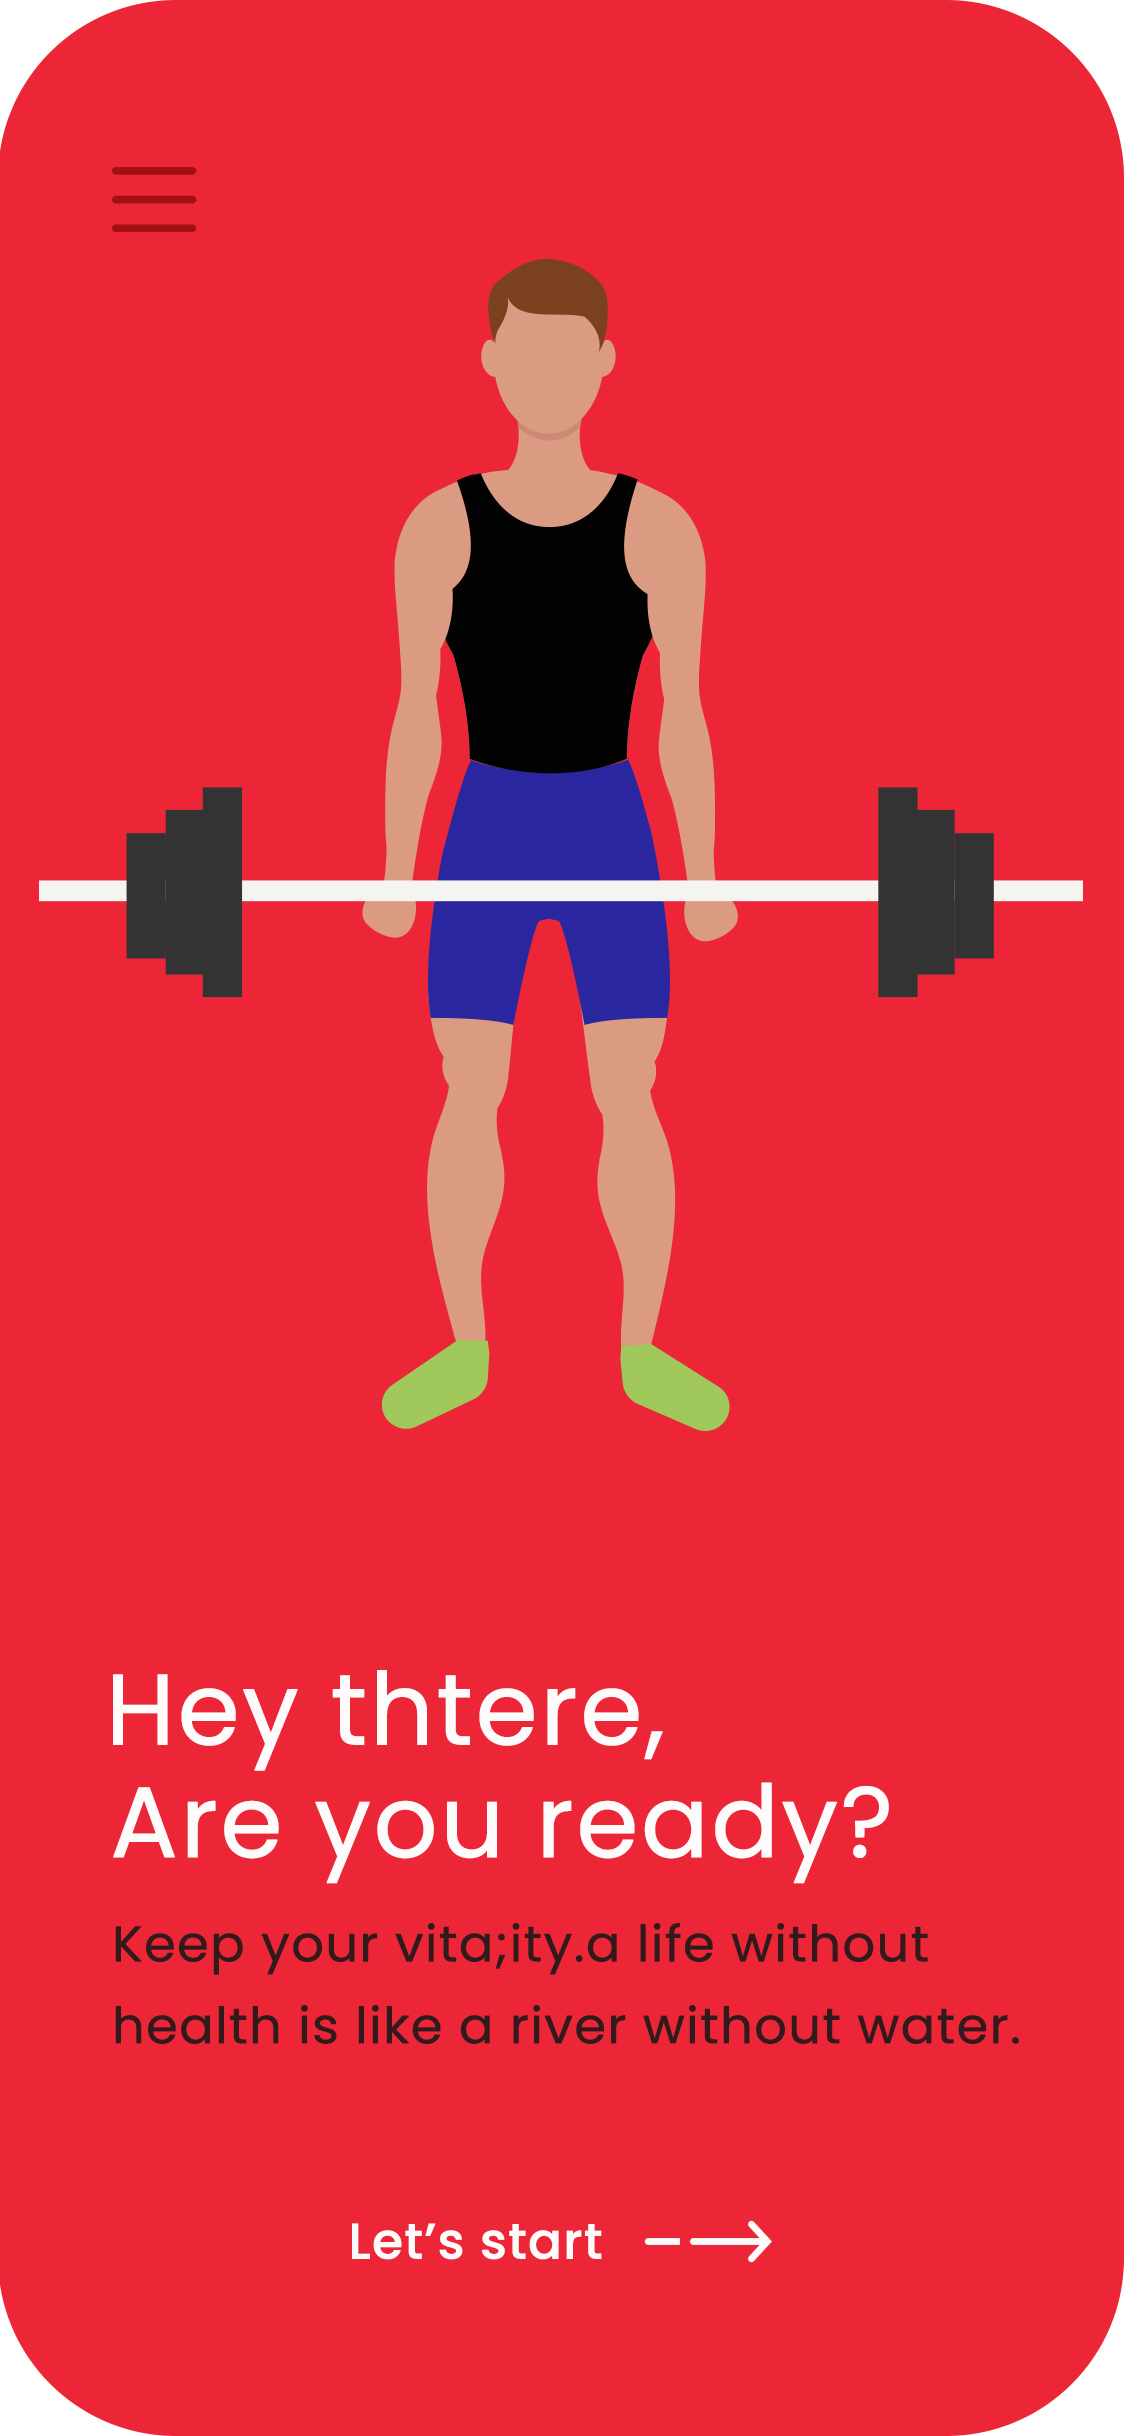 Hey thtere,
Are you ready?
Keep your vita;ity.a life without
health is like a river without water.
Let’s start